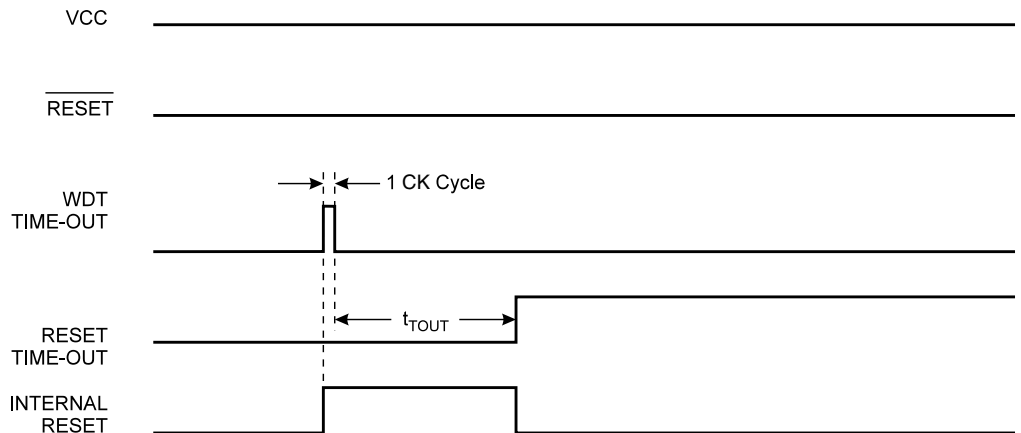 VCC
RESET
1 CK Cycle
WDT
TIME-OUT
tTOUT
RESET
TIME-OUT
INTERNAL
RESET